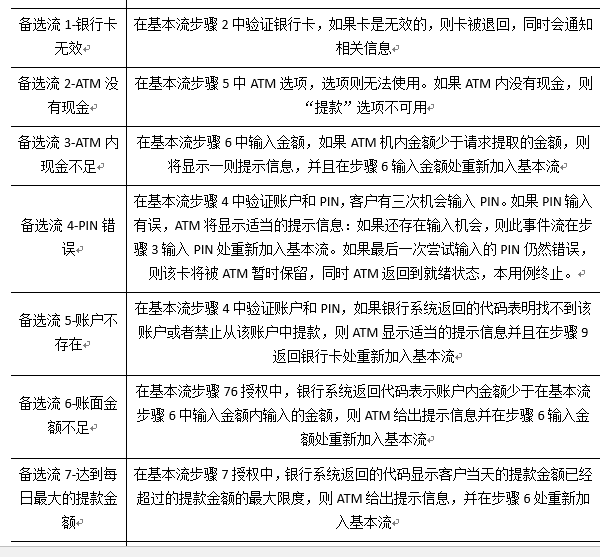 备选流 1-银行卡
无效
在基本流步骤 2 中验证银行卡，如果卡是无效的，则卡被退回，同时会通知
相关信息
备选流 2-ATM 没
有现金
在基本流步骤 5 中 ATM 选项，选项则无法使用。如果 ATM 内没有现金，则
“提款”选项不可用
备选流 3-ATM 内
现金不足
在基本流步骤 6 中输入金额，如果 ATM 机内金额少于请求提取的金额，则
将显示一则提示信息，并且在步骤 6 输入金额处重新加入基本流
备选流 4-PIN 错
误
在基本流步骤 4 中验证账户和 PIN，客户有三次机会输入 PIN。如果 PIN 输入
有误，ATM 将显示适当的提示信息：如果还存在输入机会，则此事件流在步
骤 3 输入 PIN 处重新加入基本流。如果最后一次尝试输入的 PIN 仍然错误，
则该卡将被 ATM 暂时保留，同时 ATM 返回到就绪状态，本用例终止。
备选流 5-账户不
存在
在基本流步骤 4 中验证账户和 PIN，如果银行系统返回的代码表明找不到该
账户或者禁止从该账户中提款，则 ATM 显示适当的提示信息并且在步骤 9
返回银行卡处重新加入基本流
备选流 6-账面金
额不足
在基本流步骤 76 授权中，银行系统返回代码表示账户内金额少于在基本流
步骤 6 中输入金额内输入的金额，则 ATM 给出提示信息并在步骤 6 输入金
额处重新加入基本流
备选流 7-达到每
日最大的提款金
额
在基本流步骤 7 授权中，银行系统返回的代码显示客户当天的提款金额已经
超过的提款金额的最大限度，则 ATM 给出提示信息，并在步骤 6 处重新加
入基本流